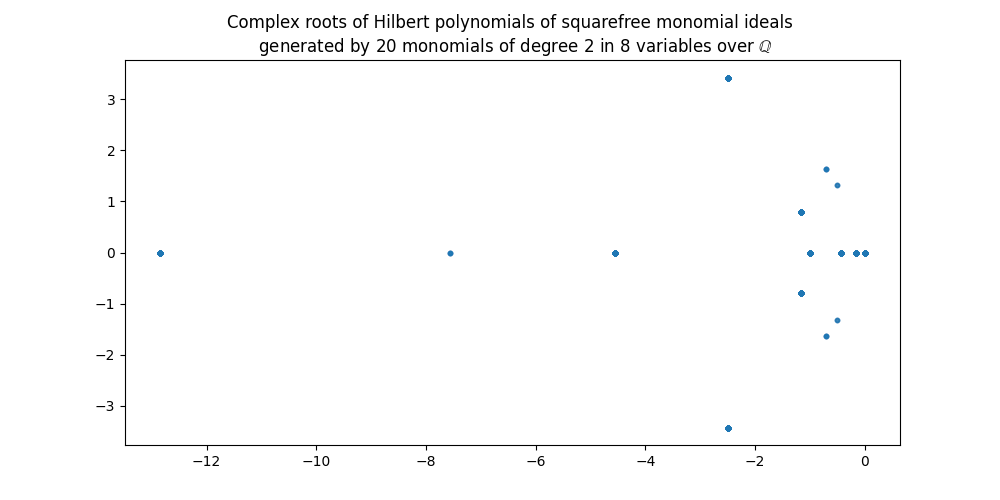 Complex roots of Hilbert polynomials of squarefree monomial ideals
generated by 20 monomials of degree 2 in 8 variables over ℚ
3
2
1
0
−1
−2
−3
−12 −10 −8 −6 −4 −2 0